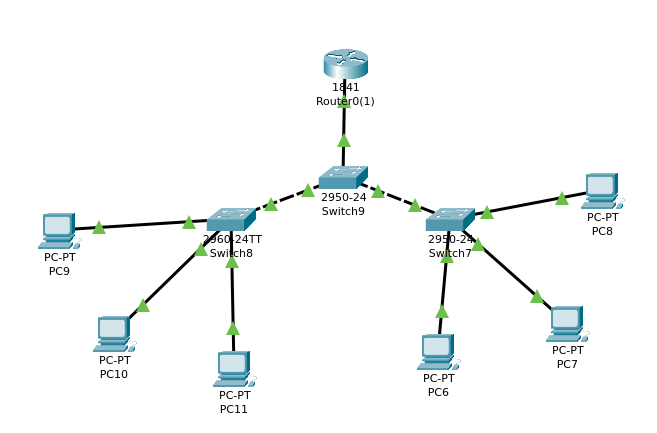 1841
Router0(1)
2950-24
Switch9
2960-24TT
Switch8
2950-24
Switch7
PC-PT
PC8
PC-PT
PC9
PC-PT
PC10
PC-PT
PC11
PC-PT
PC6
PC-PT
PC7